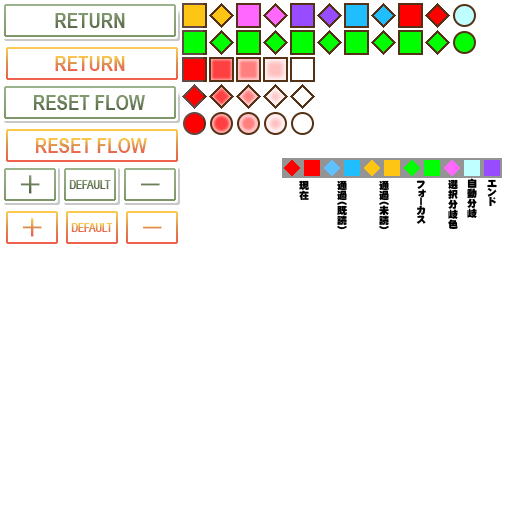 RETURN
RETURN
RESET FLOW
RESET FLOW
+ DEFAULT −
+ DEFAULT −
現在
通過(既読)
通過(未読)
フォーカス
選択分岐色
自動分岐
エンド